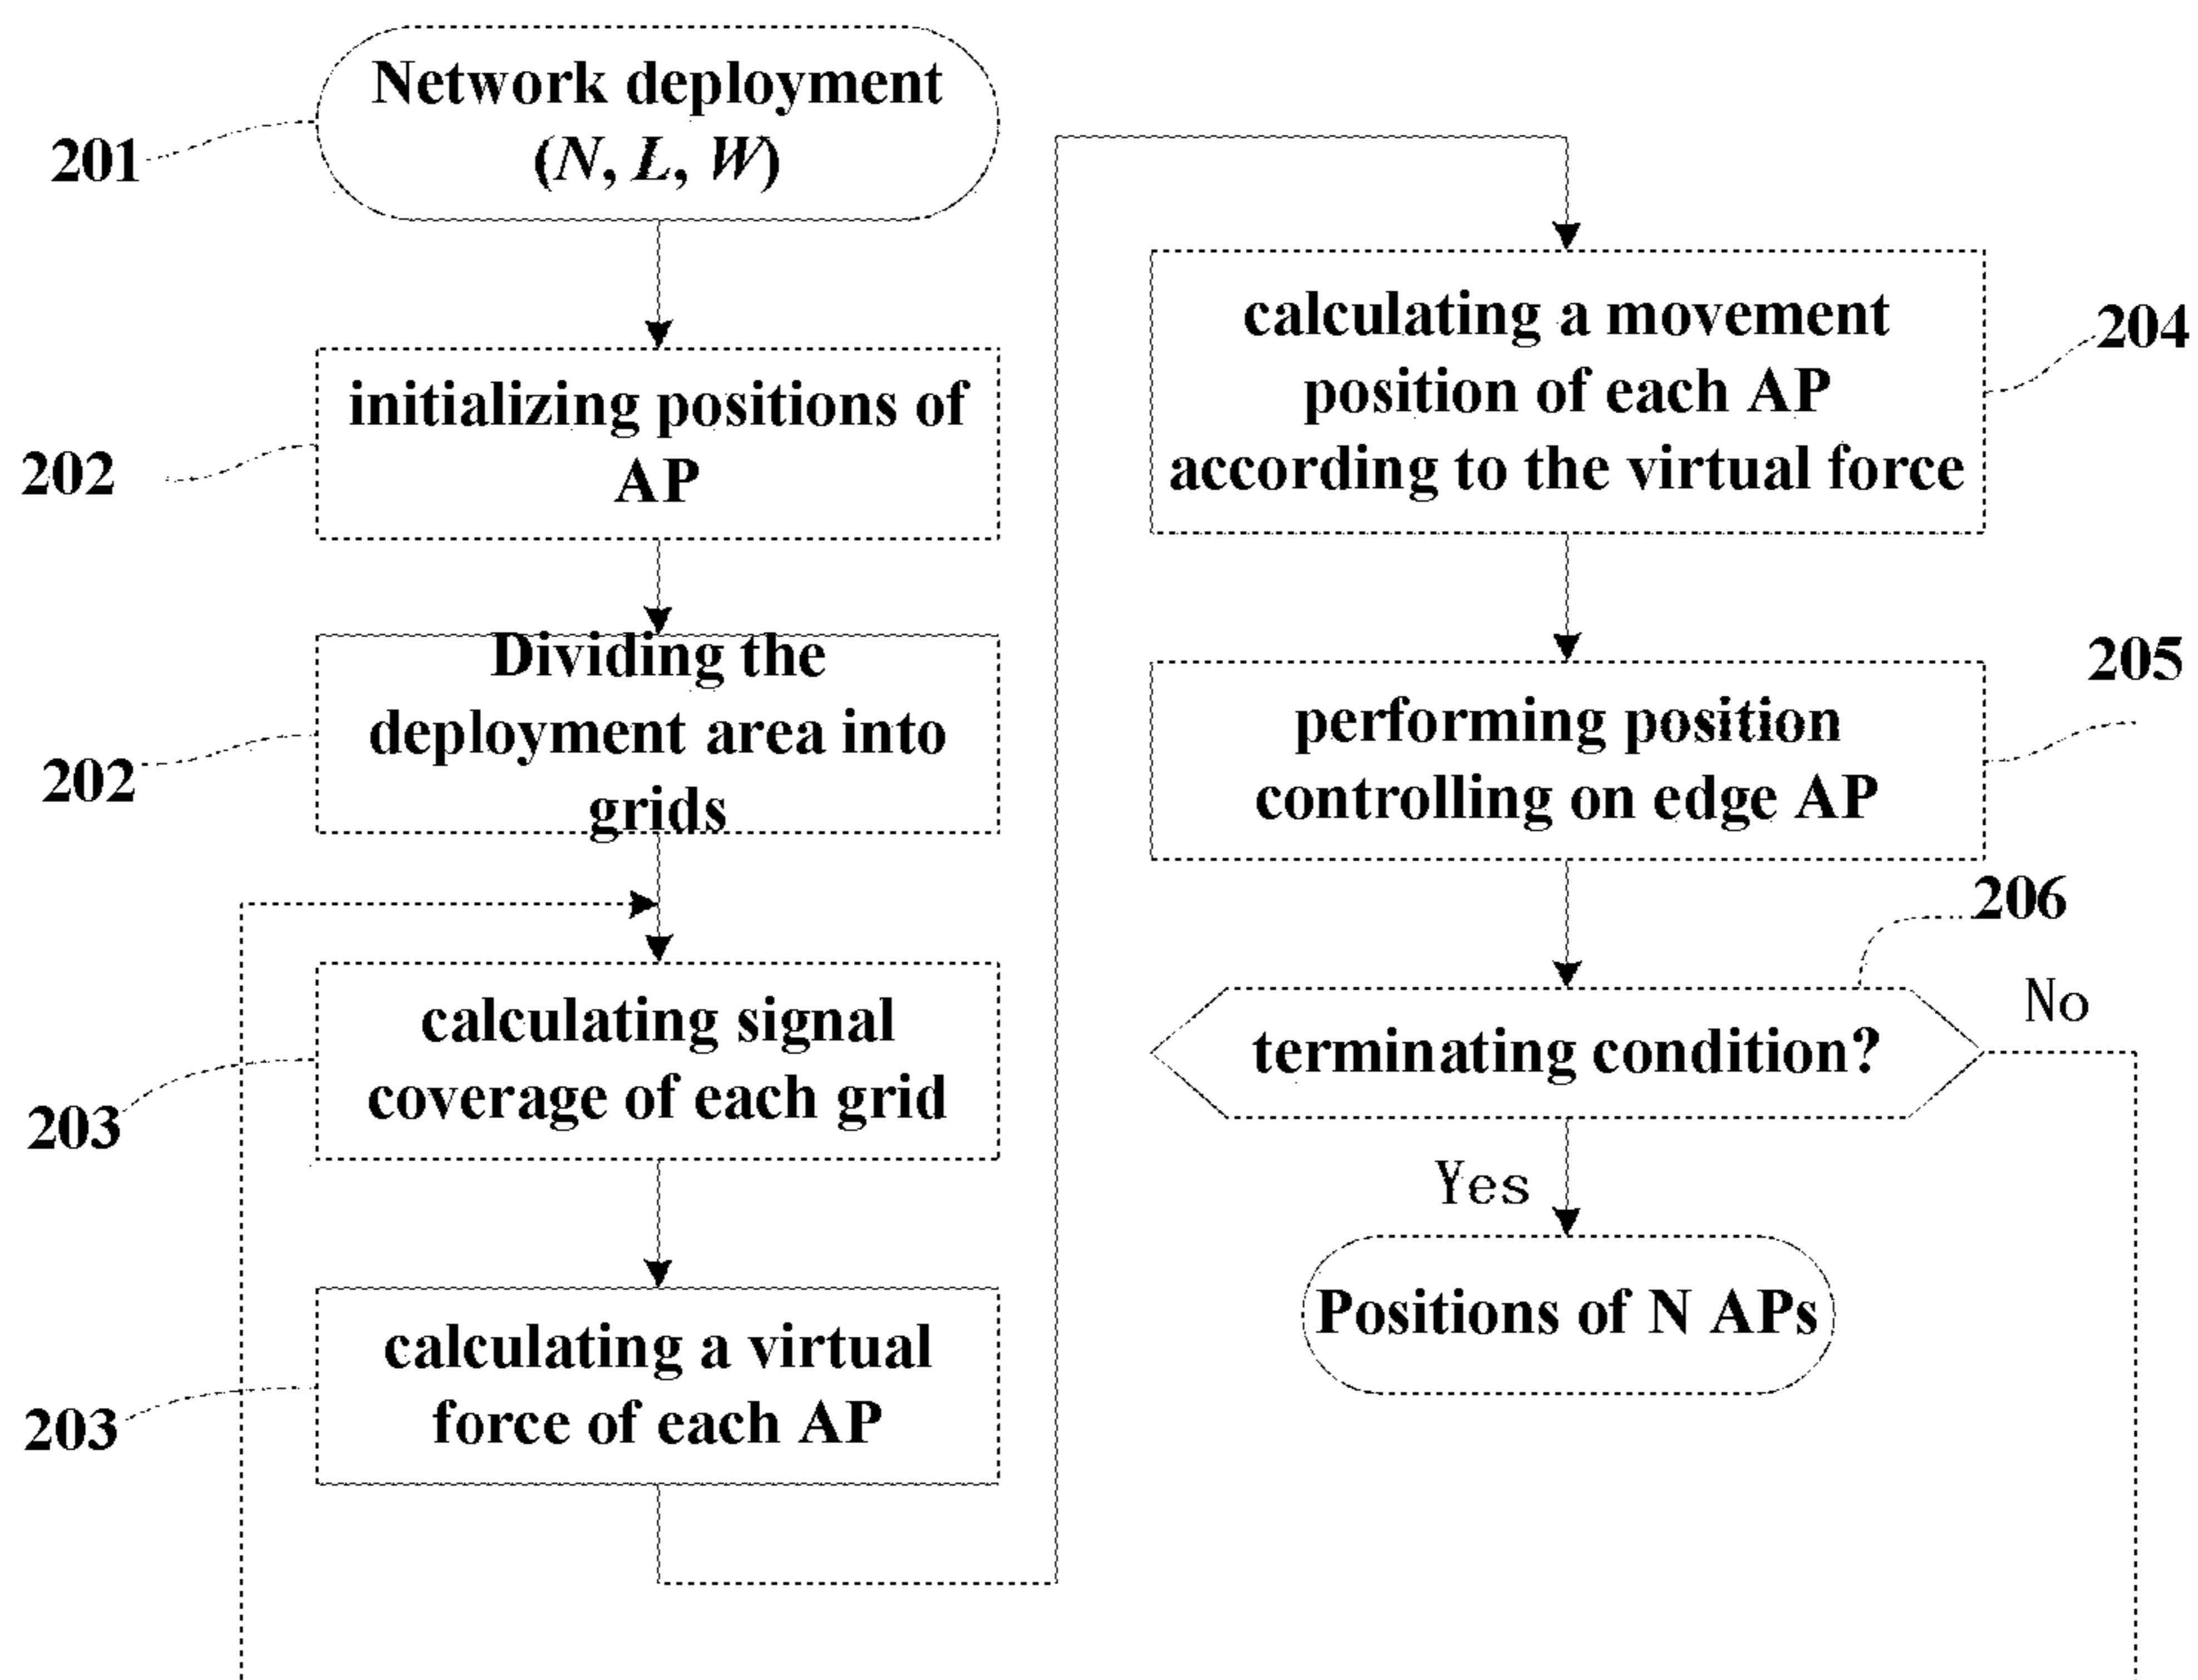 Network deployment
(N, L, W)
201
initializing positions of
AP
202
Dividing the
deployment area into
grids
202
calculating signal
coverage of each grid
203
calculating a virtual
force of each AP
203
calculating a movement
position of each AP
according to the virtual force
204
performing position
controlling on edge AP
205
206
terminating condition?
No
Yes
Positions of N APs